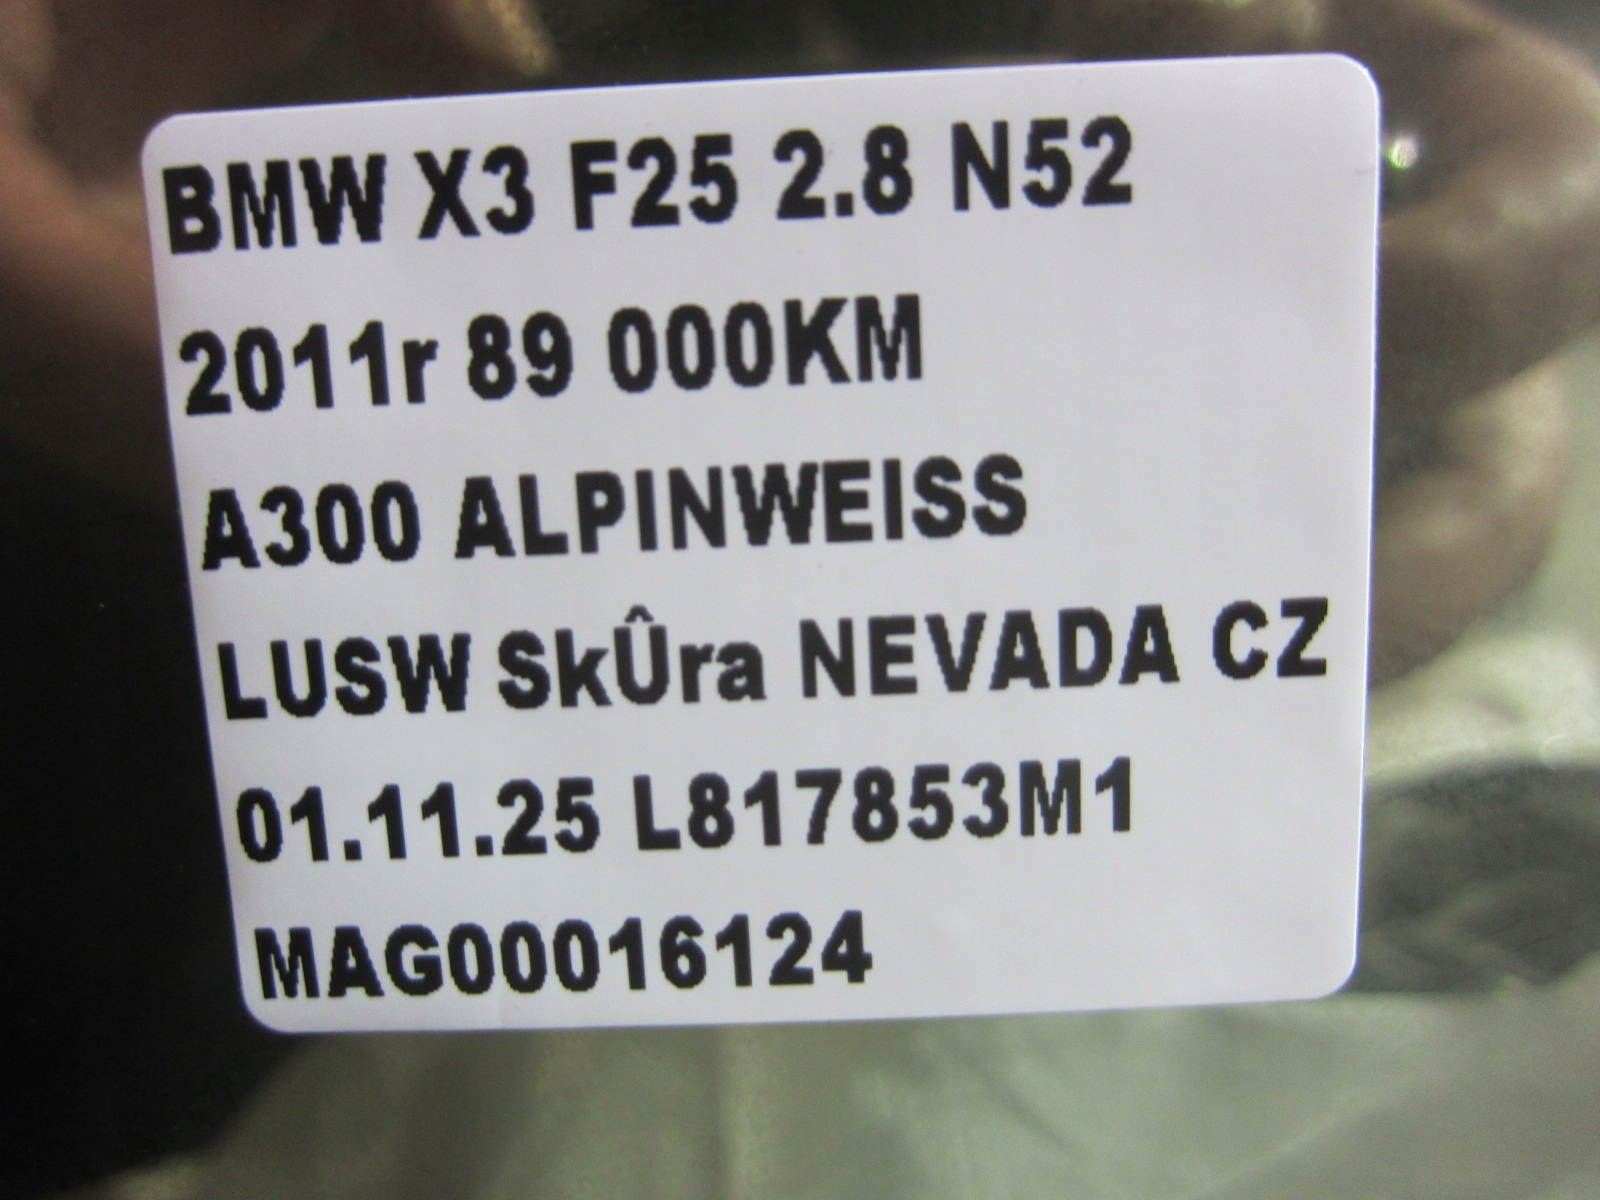 BMW X3 F25 2.8 N52
2011r 89 000KM
A300 ALPINWEISS
LUSW SkÛra NEVADA CZ
01.11.25 L817853M1
MAG00016124